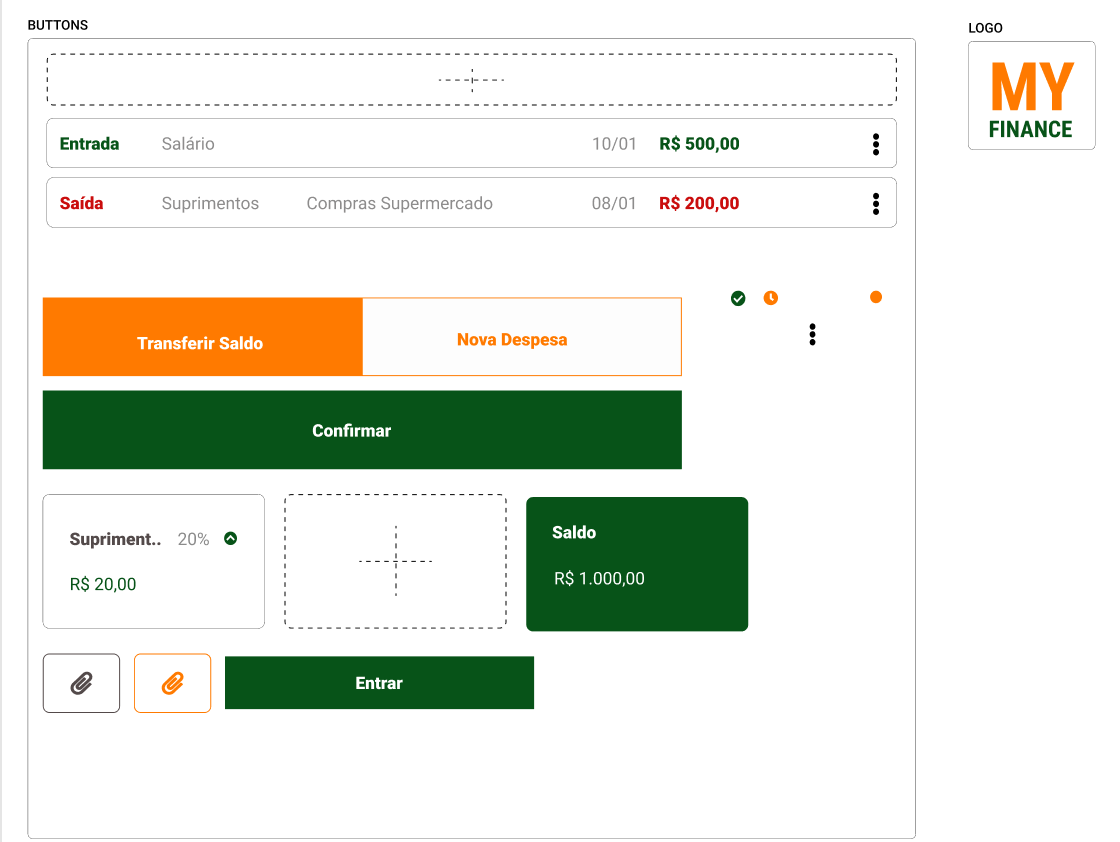 BUTTONS
LOGO
MY
FINANCE
Entrada Salário 10/01 R$ 500,00
Saída Suprimentos Compras Supermercado 08/01 R$ 200,00
Transferir Saldo Nova Despesa
Confirmar
Supriment.. 20%
R$ 20,00
Saldo
R$ 1.000,00
Entrar